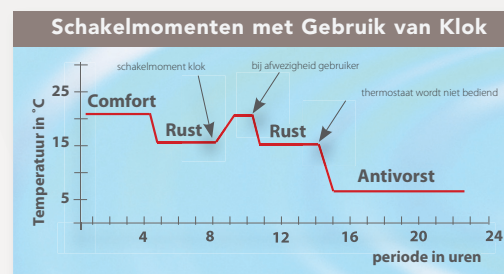 Schakelmomenten met Gebruik van Klok
schakelmoment klok
bij afwezigheid gebruiker
thermostaat wordt niet bediend
Temperatuur in °C
25
15
5
Comfort
Rust
Rust
Antivorst
4 8 12 16 20 24
periode in uren